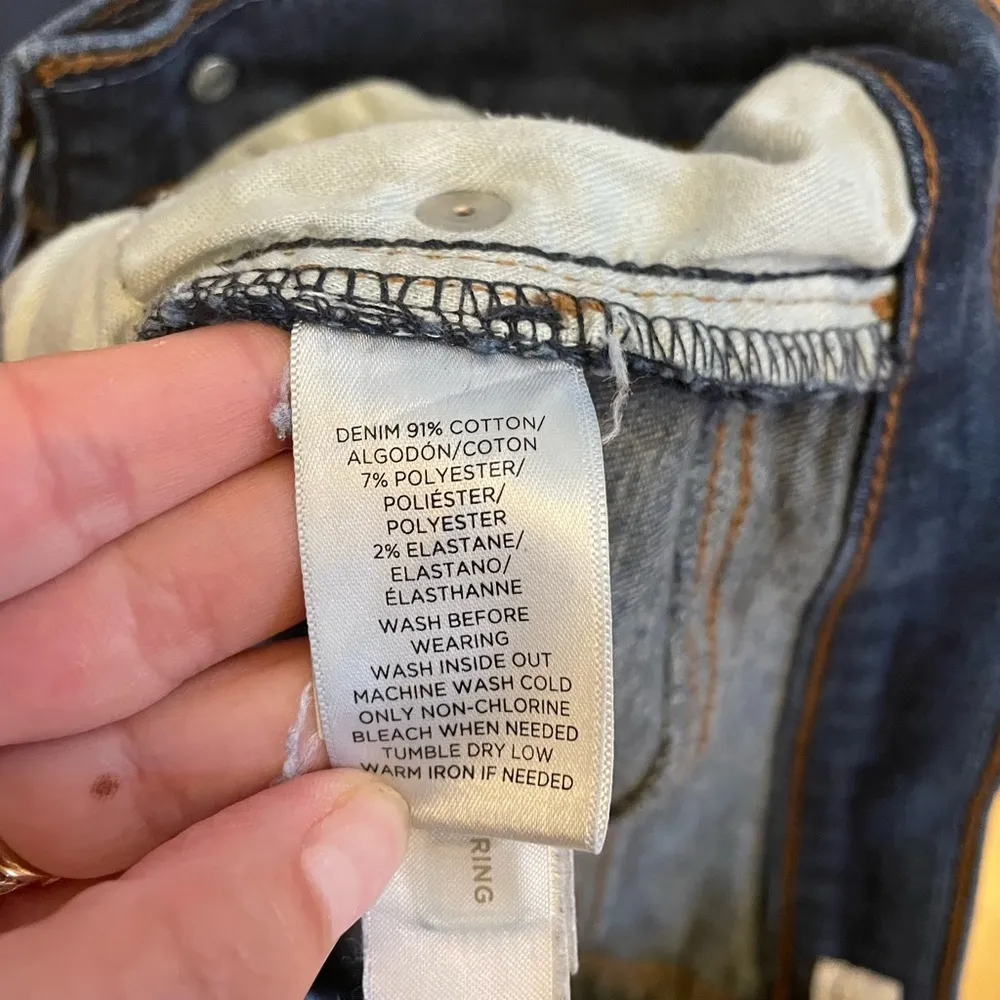 DENIM 91% COTTON/
ALGODÓN/COTON
7% POLYESTER/
POLIÉSTER/
POLYESTER
2% ELASTANE/
ELASTANO/
ÉLASTHANNE
WASH BEFORE
WEARING
WASH INSIDE OUT
MACHINE WASH COLD
ONLY NON-CHLORINE
BLEACH WHEN NEEDED
TUMBLE DRY LOW
WARM IRON IF NEEDED
RING